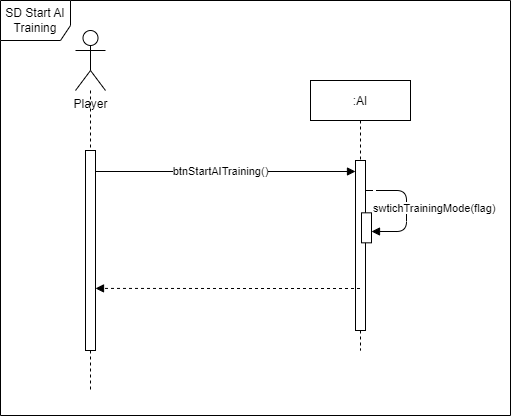 SD Start AI
Training
Player
:AI
btnStartAITraining()
swtichTrainingMode(flag)